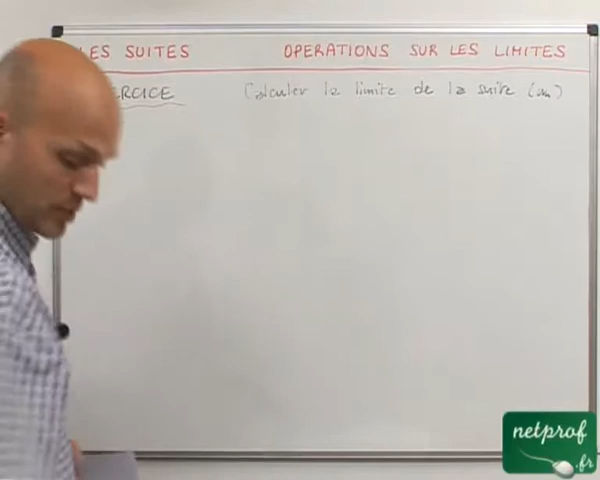 LES SUITES OPERATIONS SUR LES LIMITES
ERCICE Calculer la limite de la suite (un)
netprof
.fr